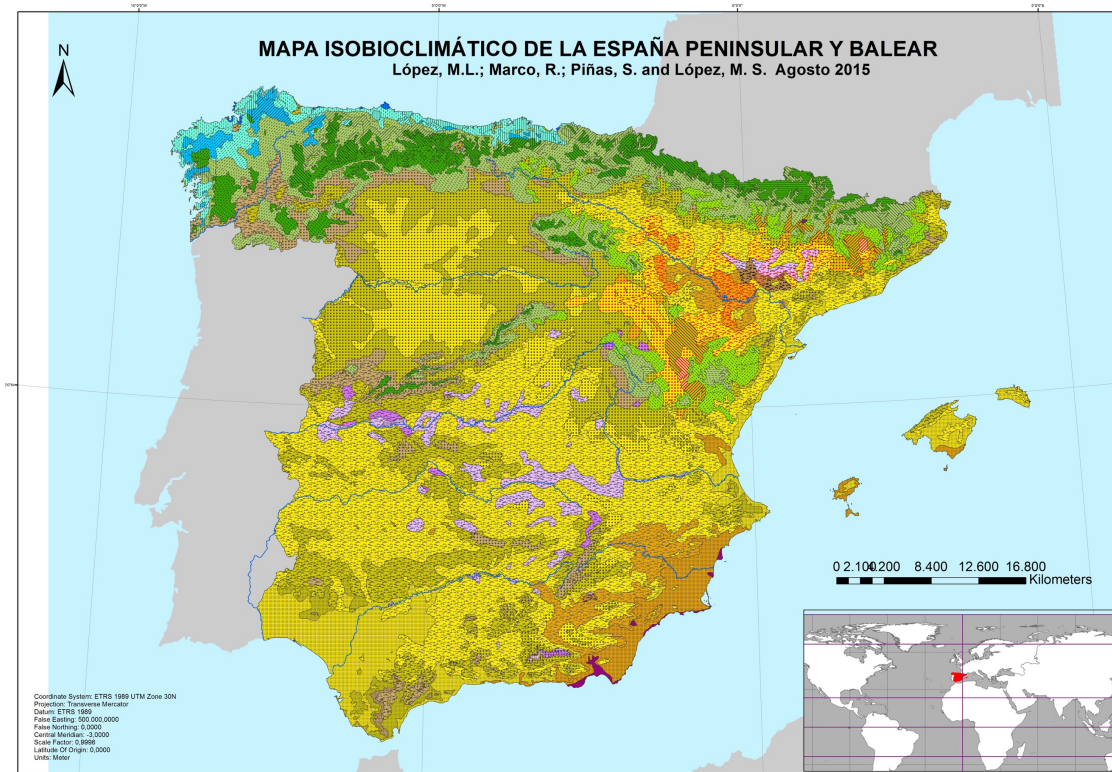 MAPA ISOBIOCLIMÁTICO DE LA ESPAÑA PENINSULAR Y BALEAR
López, M.L.; Marco, R.; Piñas, S. and López, M. S. Agosto 2015
N
0 2.100 4.200 8.400 12.600 16.800
Kilometers
Coordinate System: ETRS 1989 UTM Zone 30N
Projection: Transverse Mercator
Datum: ETRS 1989
False Easting: 500.000,0000
False Northing: 0,0000
Central Meridian: -3,0000
Scale Factor: 0,9996
Latitude Of Origin: 0,0000
Units: Meter